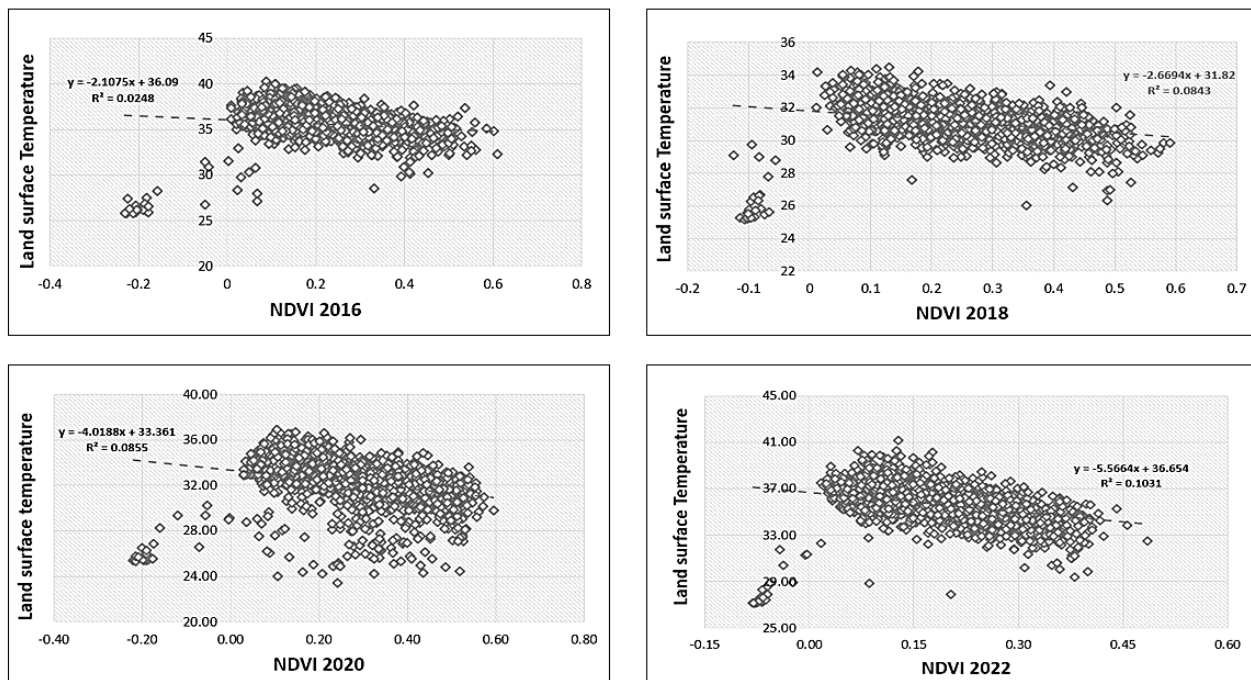 Land surface Temperature
45
40
35
30
25
20
y = -2.1075x + 36.09
R² = 0.0248
-0.4 -0.2 0 0.2 0.4 0.6 0.8
NDVI 2016
Land surface Temperature
36
34
32
30
28
26
24
22
y = -2.6694x + 31.82
R² = 0.0843
-0.2 -0.1 0 0.1 0.2 0.3 0.4 0.5 0.6 0.7
NDVI 2018
Land surface temperature
40.00
36.00
32.00
28.00
24.00
20.00
y = -4.0188x + 33.361
R² = 0.0855
-0.40 -0.20 0.00 0.20 0.40 0.60 0.80
NDVI 2020
Land surface Temperature
45.00
41.00
37.00
33.00
29.00
25.00
y = -5.5664x + 36.654
R² = 0.1031
-0.15 0.00 0.15 0.30 0.45 0.60
NDVI 2022